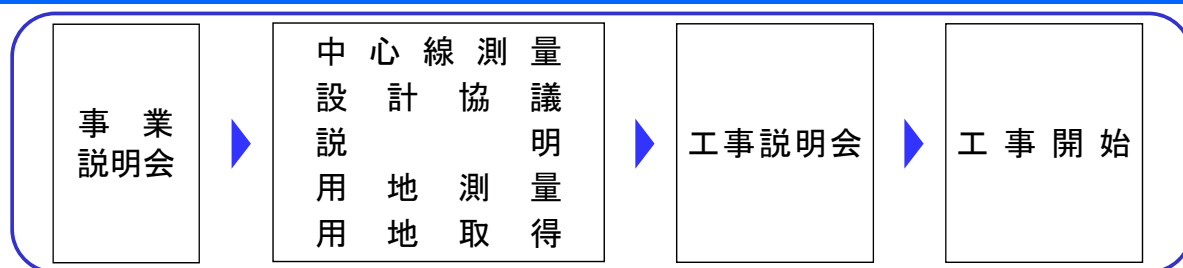 事業
説明会
中心線測量
設計協議
説明
用地測量
用地取得
工事説明会
工事開始